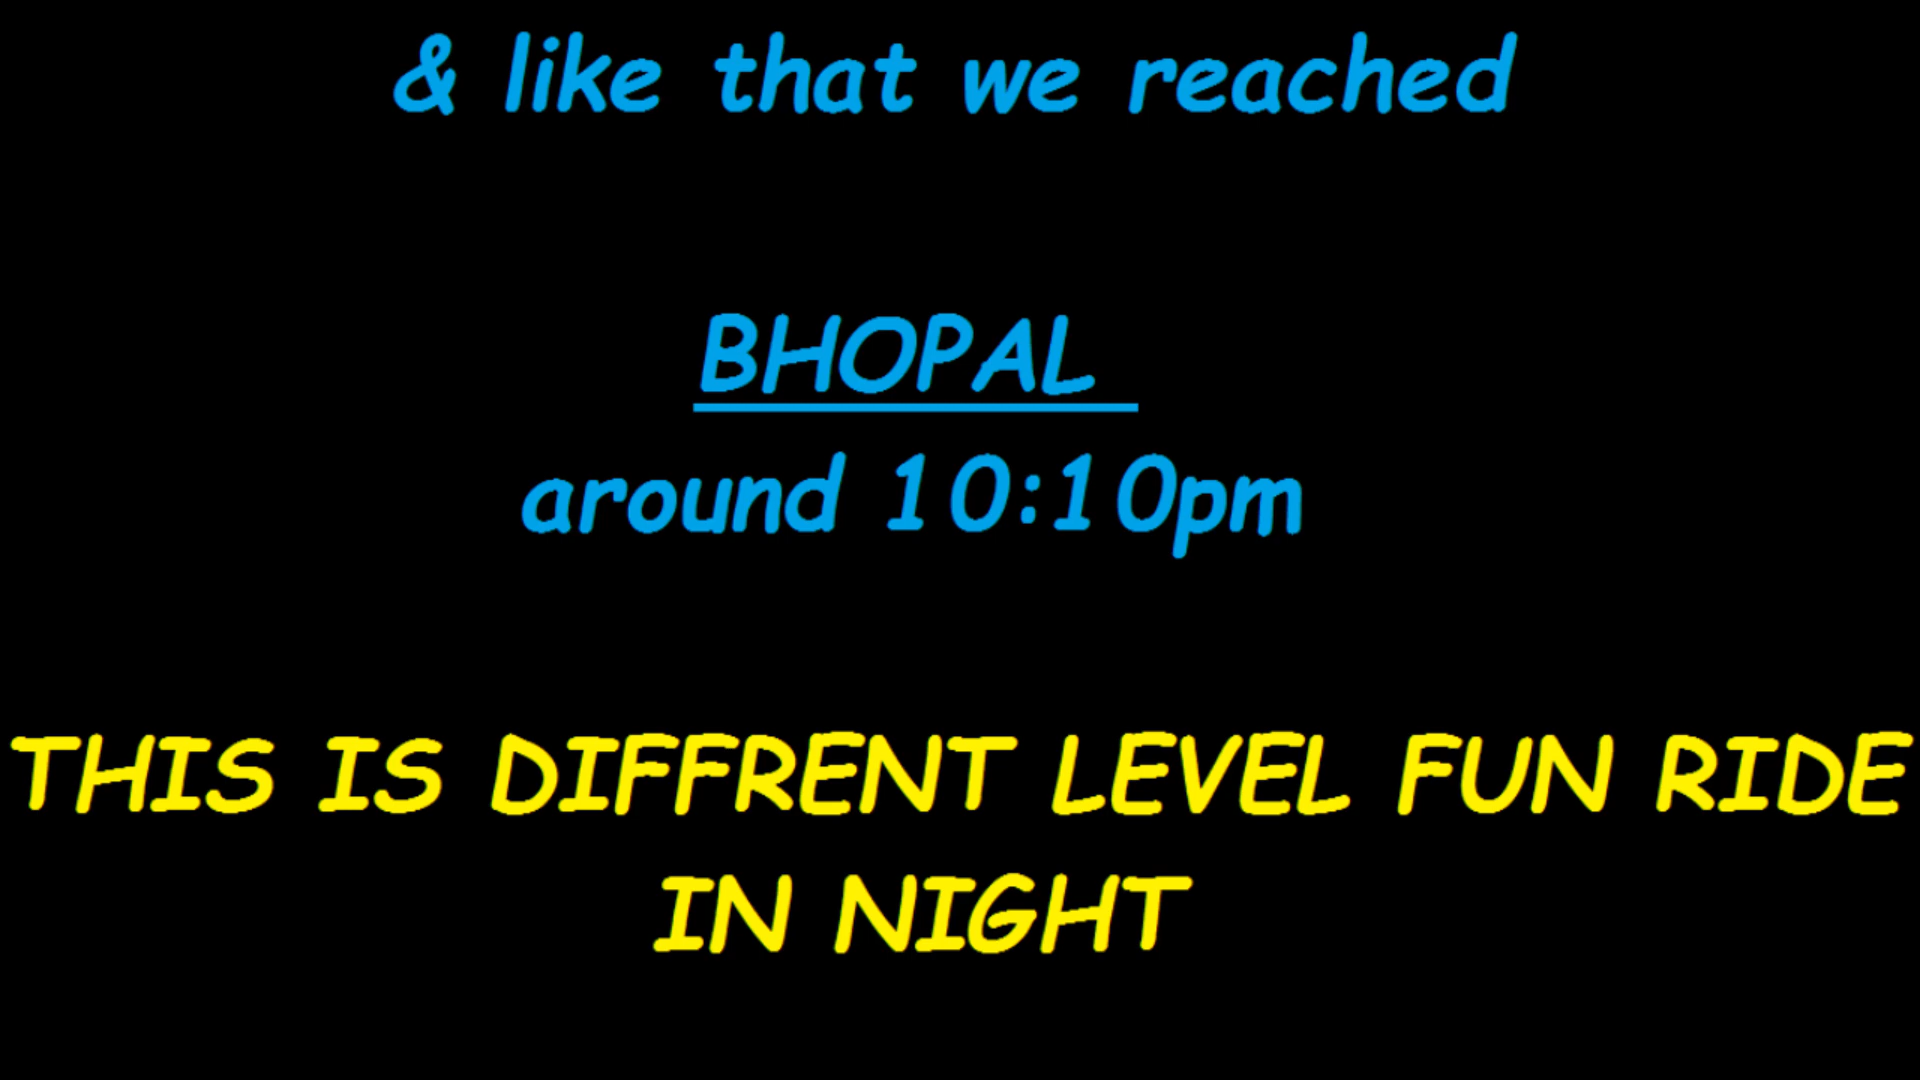 & like that we reached
BHOPAL
around 10:10pm
THIS IS DIFFRENT LEVEL FUN RIDE
IN NIGHT